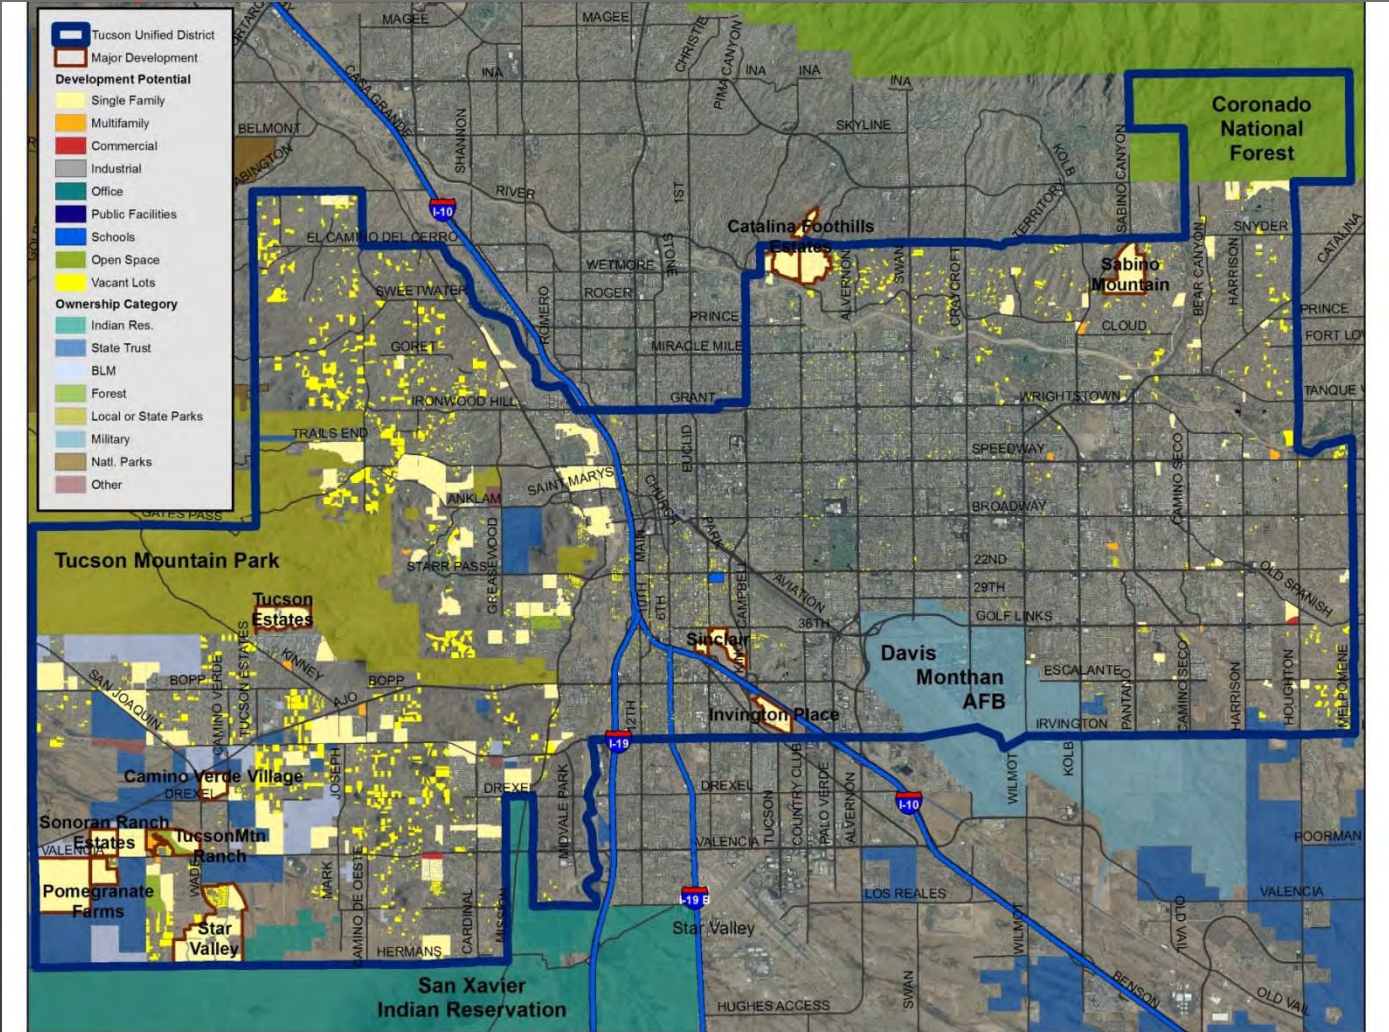 Tucson Unified District
Major Development
Development Potential
Single Family
Multifamily
Commercial
Industrial
Office
Public Facilities
Schools
Open Space
Vacant Lots
Ownership Category
Indian Res.
State Trust
BLM
Forest
Local or State Parks
Military
Natl. Parks
Other
MAGEE
MAGEE
CHRISTIE
PIMA CANYON
INA
INA
INA
INA
CASA GRANDE
SHANNON
BELMONT
SKYLINE
KOLB
SABINO CANYON
Coronado
National
Forest
I-10
RIVER
1ST
TERRITORY
Catalina Foothills
Estates
SNYDER
CATALINA
EL CAMINO DEL CERRO
STONE
WETMORE
ALVERNON
SWAN
CRAYCROFT
Sabino
Mountain
BEAR CANYON
HARRISON
SWEETWATER
ROGER
ROMERO
PRINCE
PRINCE
CLOUD
FORT LO
GORET
MIRACLE MILE
IRONWOOD HILL
GRANT
WRIGHTSTOWN
TANQUE V
TRAILS END
EUCLID
SPEEDWAY
CAMINO SECO
SAINT MARYS
ANKLAM
CHURCH
BROADWAY
GATES PASS
PARK
MAIN
Tucson Mountain Park
GREASEWOOD
STARR PASS
22ND
OLD SPANISH
29TH
10TH
6TH
CAMPBELL
AVIATION
36TH
GOLF LINKS
Tucson
Estates
Sinclair
KINO
Davis
Monthan
AFB
ESCALANTE
SAN JOAQUIN
BOPP
KINNEY
BOPP
AJO
CAMINO VERDE
TUCSON ESTATES
12TH
Invington Place
IRVINGTON
PANTANO
CAMINO SECO
HARRISON
HOUGHTON
MELPOMENE
I-19
WILMOT
KOLB
Camino Verde Village
DREXEL
JOSEPH
DREXEL
MIDVALE PARK
DREXEL
TUCSON
COUNTRY CLUB
PALO VERDE
ALVERNON
I-10
Sonoran Ranch
Estates
TucsonMtn
Ranch
VALENCIA
VALENCIA
POORMAN
WADE
MARK
CAMINO DE OESTE
CARDINAL
MISSION
Pomegranate
Farms
I-19 B
LOS REALES
VALENCIA
Star
Valley
Star Valley
WILMOT
OLD VAIL
HERMANS
San Xavier
Indian Reservation
SWAN
HUGHES ACCESS
BENSON
OLD VAIL